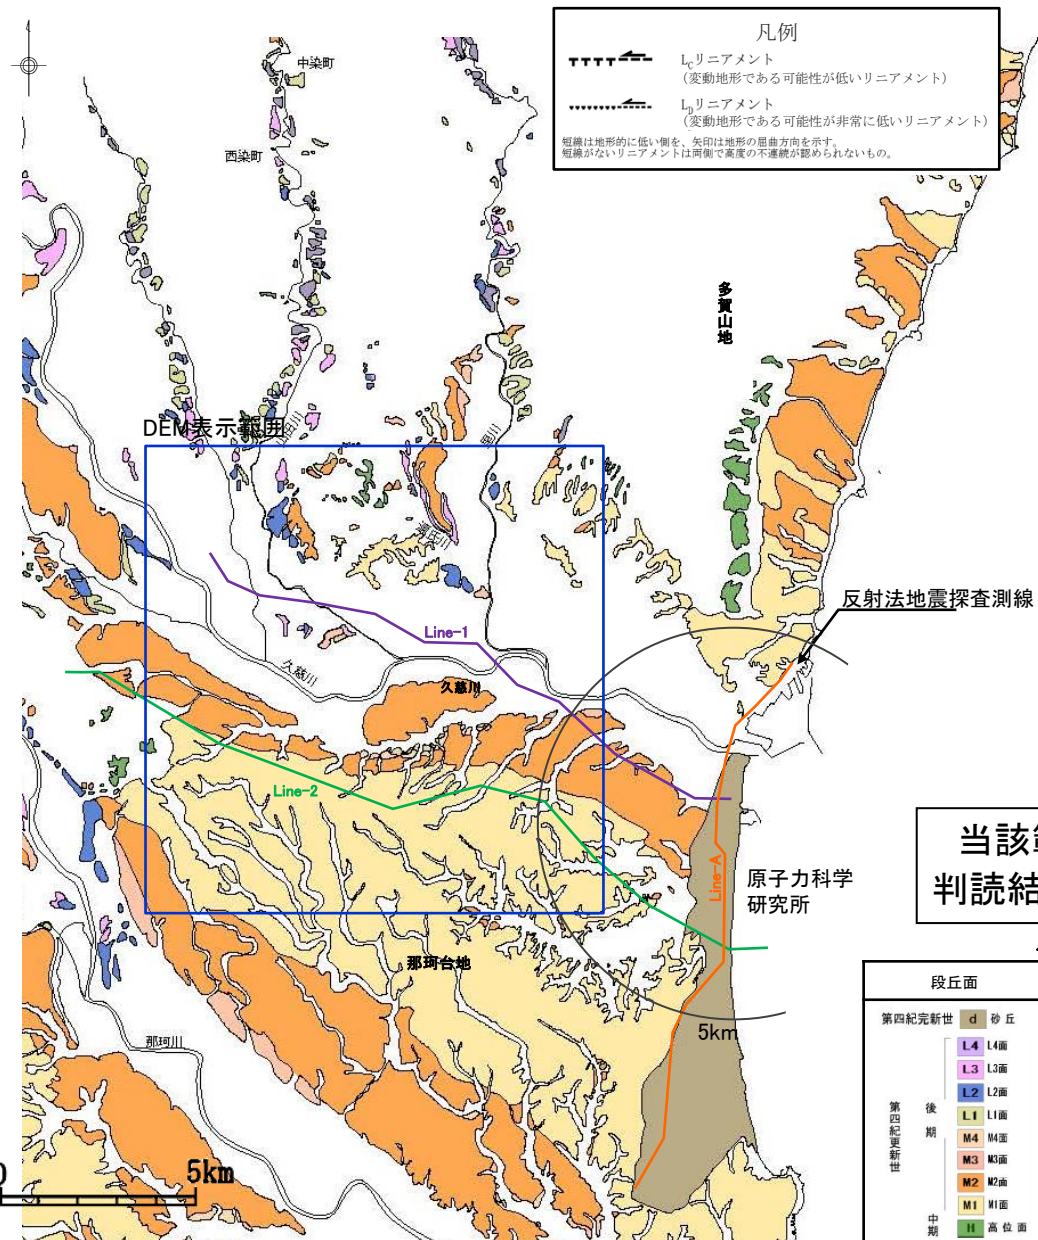 凡例
LCリニアメント
(変動地形である可能性が低いリニアメント)
LDリニアメント
(変動地形である可能性が非常に低いリニアメント)
短線は地形的に低い側を、矢印は地形の屈曲方向を示す。
短線がないリニアメントは両側で高度の不連続が認められないもの。
中染町
西染町
多賀山地
DEM表示範囲
山田川
里川
源氏川
反射法地震探査測線
Line-1
久慈川
久慈川
Line-2
Line-A
原子力科学
研究所
那珂台地
5km
那珂川
0 5km
当該
判読結
段丘面
第四紀完新世 d 砂丘
L4 L4面
L3 L3面
L2 L2面
L1 L1面
M4 M4面
M3 M3面
M2 M2面
M1 M1面
H 高位面
第四紀更新世
後期
中期